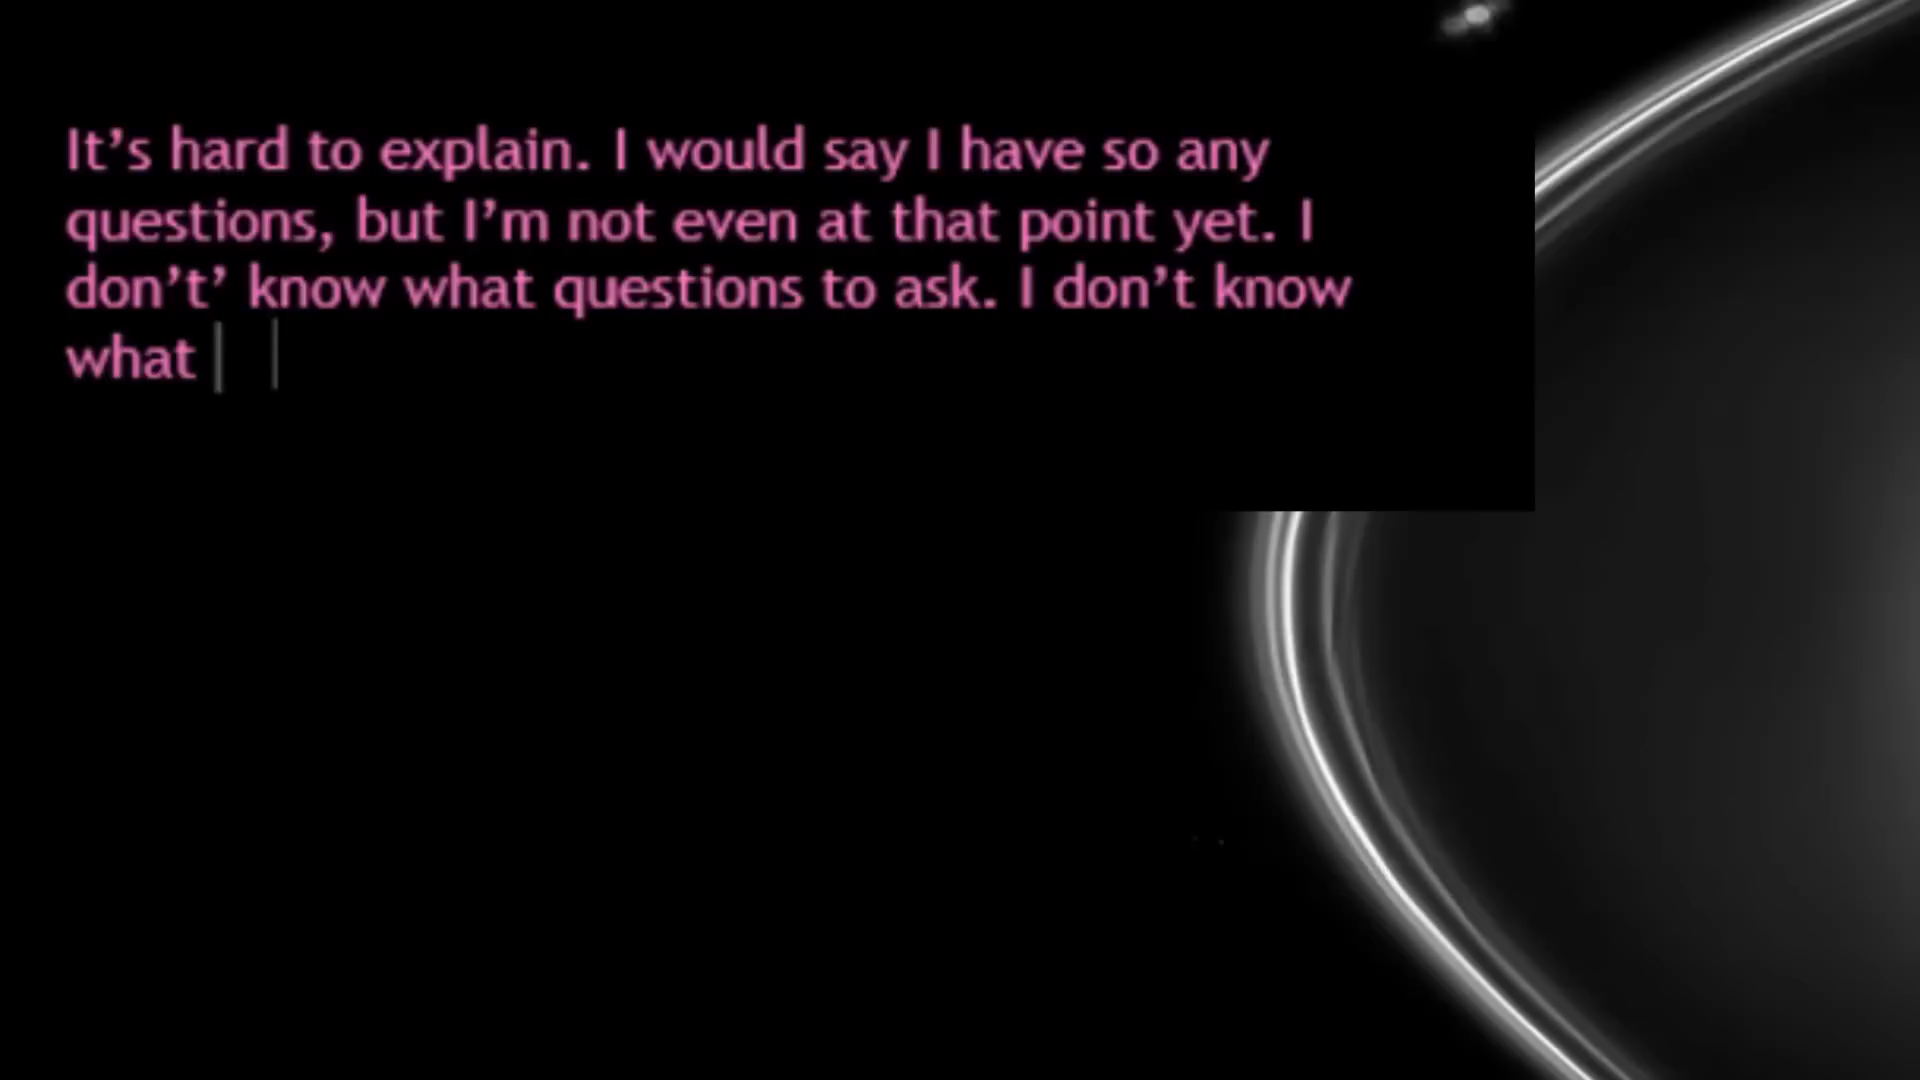 It’s hard to explain. I would say I have so any
questions, but I’m not even at that point yet. I
don’t’ know what questions to ask. I don’t know
what